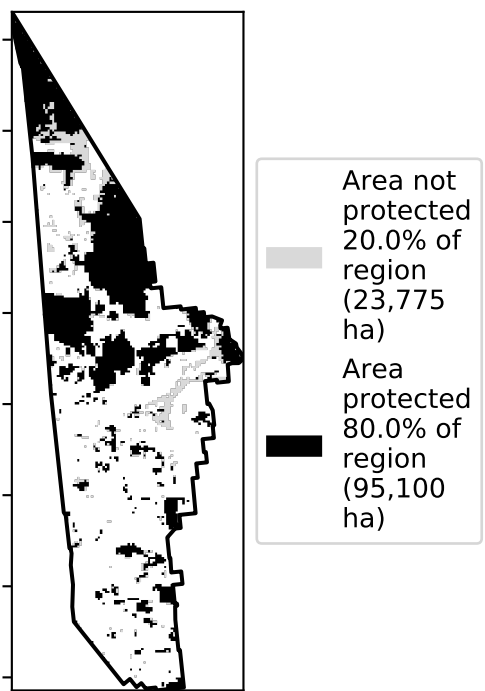 Area not
protected
20.0% of
region
(23,775
ha)
Area
protected
80.0% of
region
(95,100
ha)